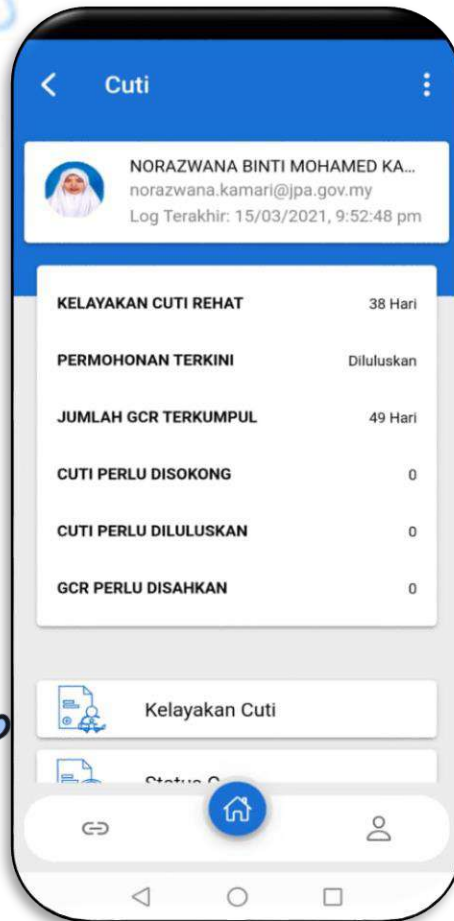 Cuti
NORAZWANA BINTI MOHAMED KA...
norazwana.kamari@jpa.gov.my
Log Terakhir: 15/03/2021, 9:52:48 pm
KELAYAKAN CUTI REHAT 38 Hari
PERMOHONAN TERKINI Diluluskan
JUMLAH GCR TERKUMPUL 49 Hari
CUTI PERLU DISOKONG 0
CUTI PERLU DILULUSKAN 0
GCR PERLU DISAHKAN 0
Kelayakan Cuti
Status